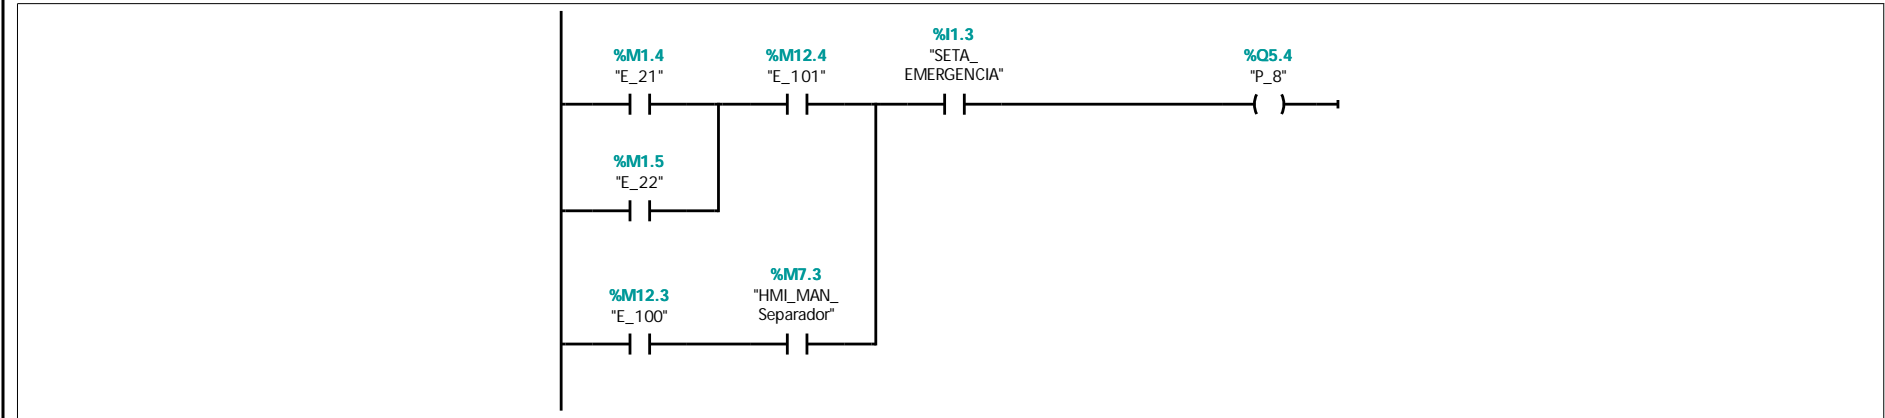 %I1.3
%M1.4 %M12.4 "SETA_ %Q5.4
"E_21" "E_101" EMERGENCIA" "P_8"
%M1.5
"E_22"
%M7.3
%M12.3 "HMI_MAN_
"E_100" Separador"